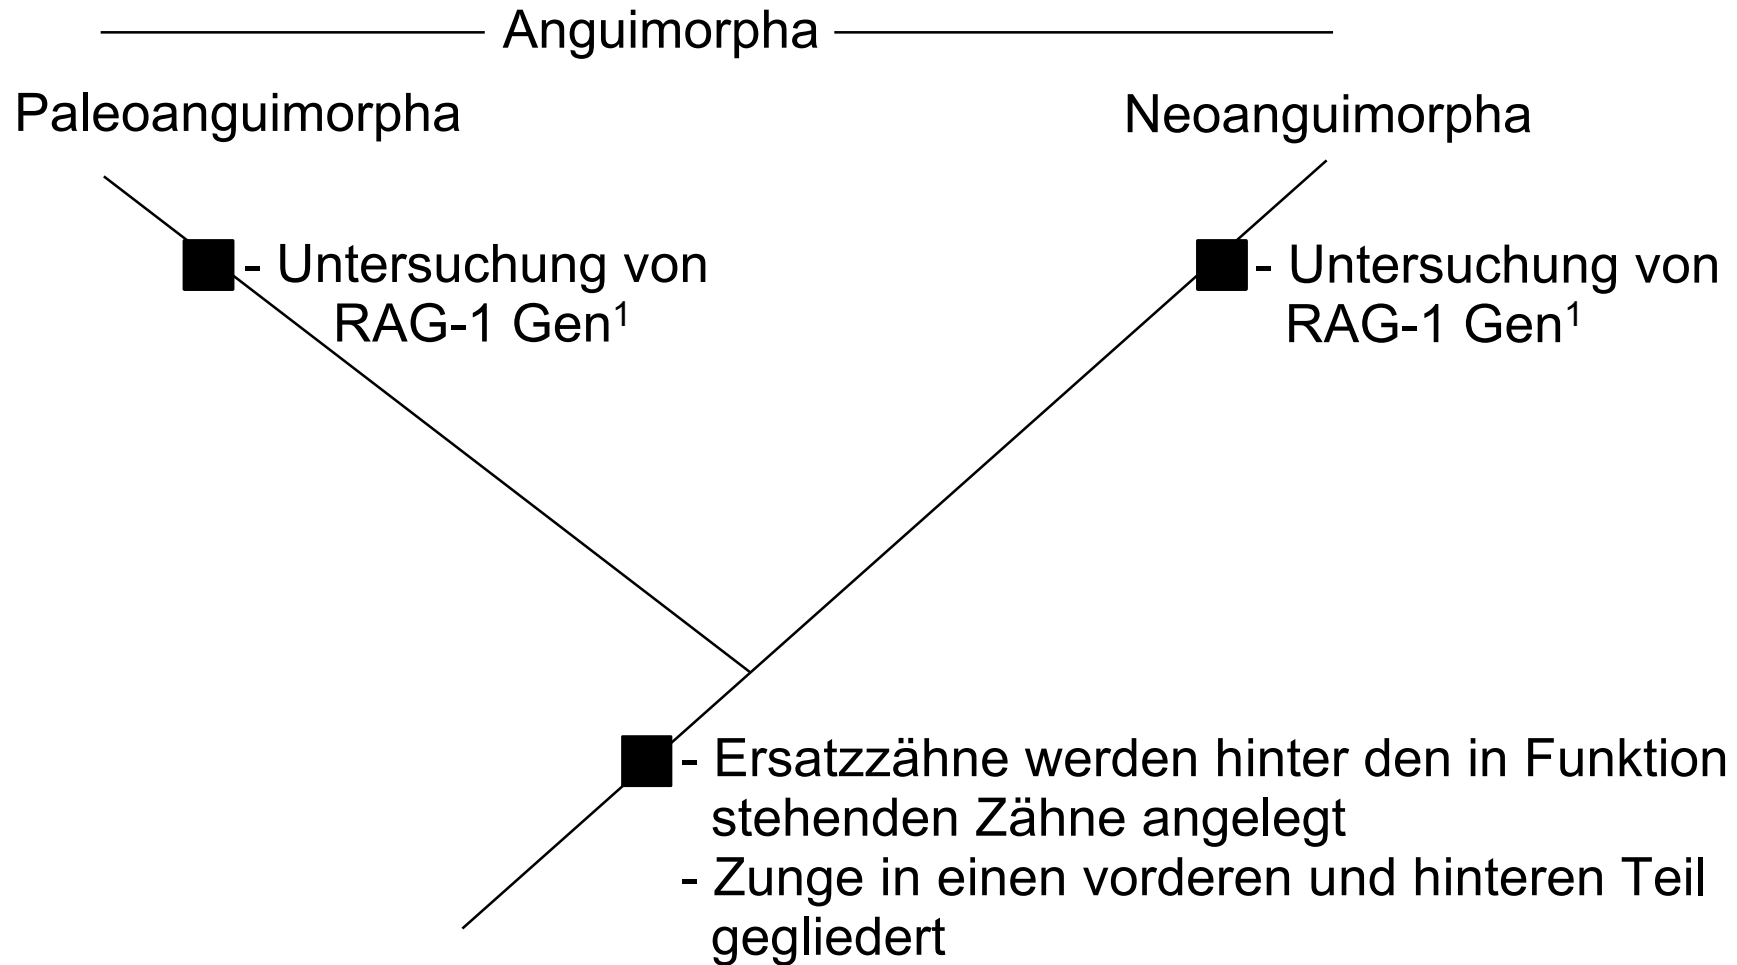 Anguimorpha
Paleoanguimorpha
Neoanguimorpha
- Untersuchung von
RAG-1 Gen¹
- Untersuchung von
RAG-1 Gen¹
- Ersatzzähne werden hinter den in Funktion
stehenden Zähne angelegt
- Zunge in einen vorderen und hinteren Teil
gegliedert